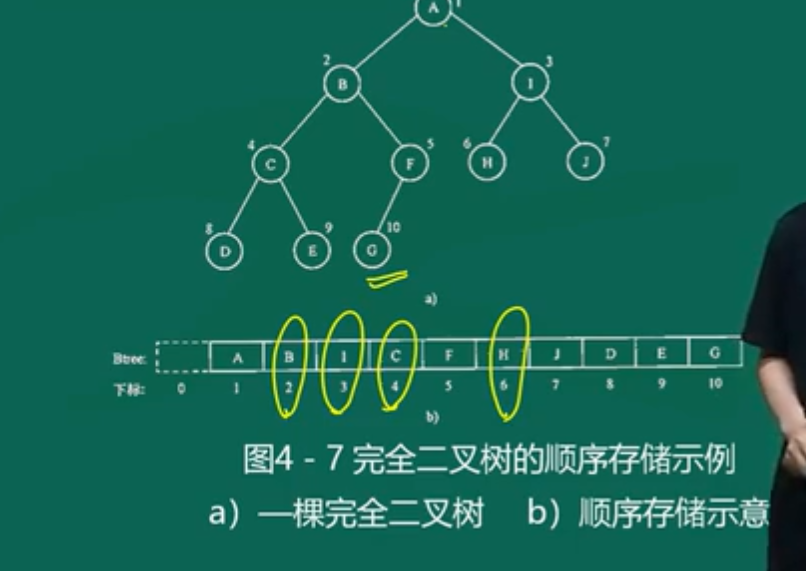 A 1
2 B 3 I
4 C 5 F 6 H 7 J
8 D 9 E 10 G
a)
Btree: A B I C F H J D E G
下标: 0 1 2 3 4 5 6 7 8 9 10
b)
图4-7 完全二叉树的顺序存储示例
a）一棵完全二叉树 b）顺序存储示意